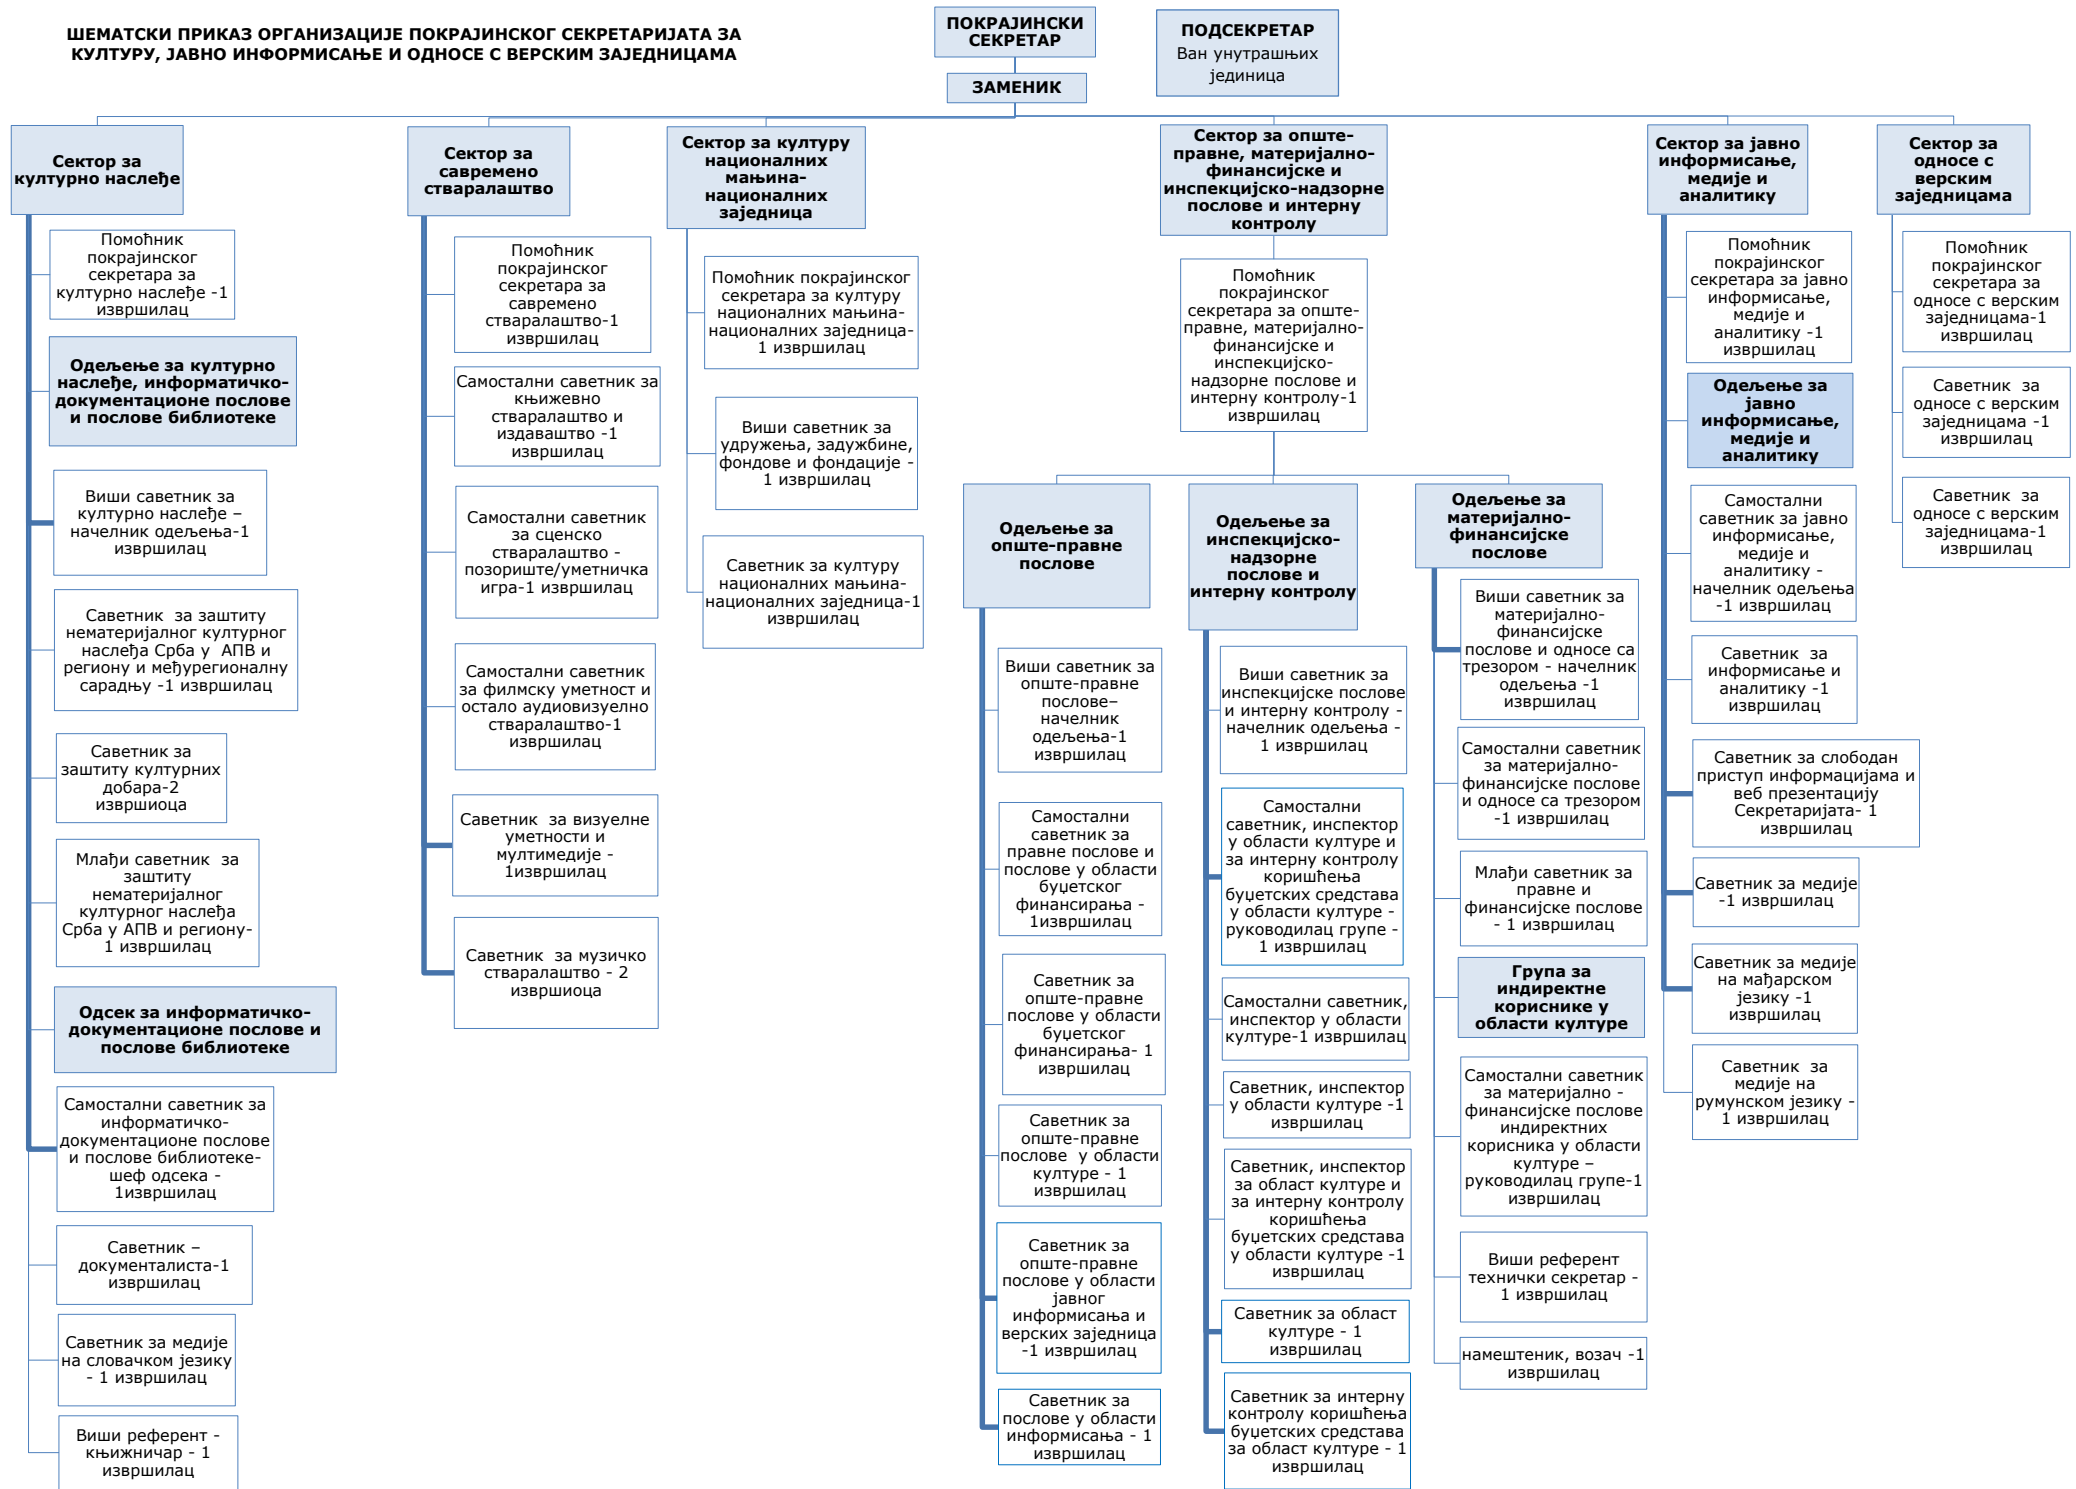 ШЕМАТСКИ ПРИКАЗ ОРГАНИЗАЦИЈЕ ПОКРАЈИНСКОГ СЕКРЕТАРИЈАТА ЗА
КУЛТУРУ, ЈАВНО ИНФОРМИСАЊЕ И ОДНОСЕ С ВЕРСКИМ ЗАЈЕДНИЦАМА
ПОКРАЈИНСКИ
СЕКРЕТАР
ЗАМЕНИК
ПОДСЕКРЕТАР
Ван унутрашњих
јединица
Сектор за
културно наслеђе
Помоћник
покрајинског
секретара за
културно наслеђе -1
извршилац
Одељење за културно
наслеђе, информатичко-
документационе послове
и послове библиотеке
Виши саветник за
културно наслеђе –
начелник одељења-1
извршилац
Саветник за заштиту
нематеријалног културног
наслеђа Срба у АПВ и
региону и међурегионалну
сарадњу -1 извршилац
Саветник за
заштиту културних
добара-2
извршиоца
Млађи саветник за
заштиту
нематеријалног
културног наслеђа
Срба у АПВ и региону-
1 извршилац
Одсек за информатичко-
документационе послове и
послове библиотеке
Самостални саветник за
информатичко-
документационе послове
и послове библиотеке-
шеф одсека -
1извршилац
Саветник –
документалиста-1
извршилац
Саветник за медије
на словачком језику
- 1 извршилац
Виши референт -
књижничар - 1
извршилац
Сектор за
савремено
стваралаштво
Помоћник
покрајинског
секретара за
савремено
стваралаштво-1
извршилац
Самостални саветник за
књижевно
стваралаштво и
издаваштво -1
извршилац
Самостални саветник
за сценско
стваралаштво -
позориште/уметничка
игра-1 извршилац
Самостални саветник
за филмску уметност и
остало аудиовизуелно
стваралаштво-1
извршилац
Саветник за визуелне
уметности и
мултимедије -
1извршилац
Саветник за музичко
стваралаштво - 2
извршиоца
Сектор за културу
националних
мањина-
националних
заједница
Помоћник покрајинског
секретара за културу
националних мањина-
националних заједница-
1 извршилац
Виши саветник за
удружења, задужбине,
фондове и фондације -
1 извршилац
Саветник за културу
националних мањина-
националних заједница-1
извршилац
Сектор за опште-
правне, материјално-
финансијске и
инспекцијско-надзорне
послове и интерну
контролу
Помоћник
покрајинског
секретара за опште-
правне, материјално-
финансијске и
инспекцијско-
надзорне послове и
интерну контролу-1
извршилац
Одељење за
опште-правне
послове
Виши саветник за
опште-правне
послове–
начелник
одељења-1
извршилац
Самостални
саветник за
правне послове и
послове у области
буџетског
финансирања -
1извршилац
Саветник за
опште-правне
послове у области
буџетског
финансирања- 1
извршилац
Саветник за
опште-правне
послове у области
културе - 1
извршилац
Саветник за
опште-правне
послове у области
јавног
информисања и
верских заједница
-1 извршилац
Саветник за
послове у области
информисања - 1
извршилац
Одељење за
инспекцијско-
надзорне
послове и
интерну контролу
Виши саветник за
инспекцијске послове
и интерну контролу -
начелник одељења -
1 извршилац
Самостални
саветник, инспектор
у области културе и
за интерну контролу
коришћења
буџетских средстава
у области културе -
руководилац групе -
1 извршилац
Самостални саветник,
инспектор у области
културе-1 извршилац
Саветник, инспектор
у области културе -1
извршилац
Саветник, инспектор
за област културе и
за интерну контролу
коришћења
буџетских средстава
у области културе -1
извршилац
Саветник за област
културе - 1
извршилац
Саветник за интерну
контролу коришћења
буџетских средстава
за област културе - 1
извршилац
Одељење за
материјално-
финансијске
послове
Виши саветник за
материјално-
финансијске
послове и односе са
трезором - начелник
одељења -1
извршилац
Самостални саветник
за материјално-
финансијске послове
и односе са трезором
-1 извршилац
Млађи саветник за
правне и
финансијске послове
- 1 извршилац
Група за
индиректне
кориснике у
области културе
Самостални саветник
за материјално -
финансијске послове
индиректних
корисника у области
културе –
руководилац групе-1
извршилац
Виши референт
технички секретар -
1 извршилац
намештеник, возач -1
извршилац
Сектор за јавно
информисање,
медије и
аналитику
Помоћник
покрајинског
секретара за јавно
информисање,
медије и
аналитику -1
извршилац
Одељење за
јавно
информисање,
медије и
аналитику
Самостални
саветник за јавно
информисање,
медије и
аналитику -
начелник одељења
-1 извршилац
Саветник за
информисање и
аналитику -1
извршилац
Саветник за слободан
приступ информацијама и
веб презентацију
Секретаријата- 1
извршилац
Саветник за медије
-1 извршилац
Саветник за медије
на мађарском
језику -1
извршилац
Саветник за
медије на
румунском језику -
1 извршилац
Сектор за
односе с
верским
заједницама
Помоћник
покрајинског
секретара за
односе с верским
заједницама-1
извршилац
Саветник за
односе с верским
заједницама -1
извршилац
Саветник за
односе с верским
заједницама-1
извршилац